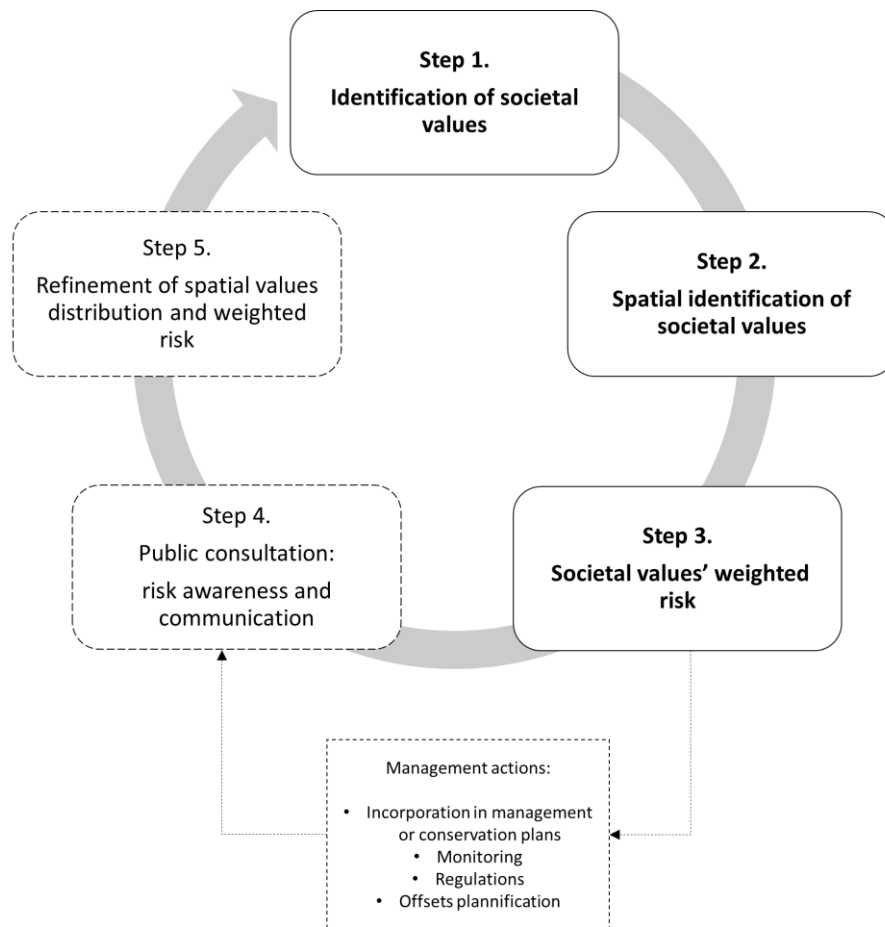 Step 1.
Identification of societal
values
Step 2.
Spatial identification of
societal values
Step 3.
Societal values’ weighted
risk
Step 4.
Public consultation:
risk awareness and
communication
Step 5.
Refinement of spatial values
distribution and weighted
risk
Management actions:
• Incorporation in management
or conservation plans
• Monitoring
• Regulations
• Offsets plannification